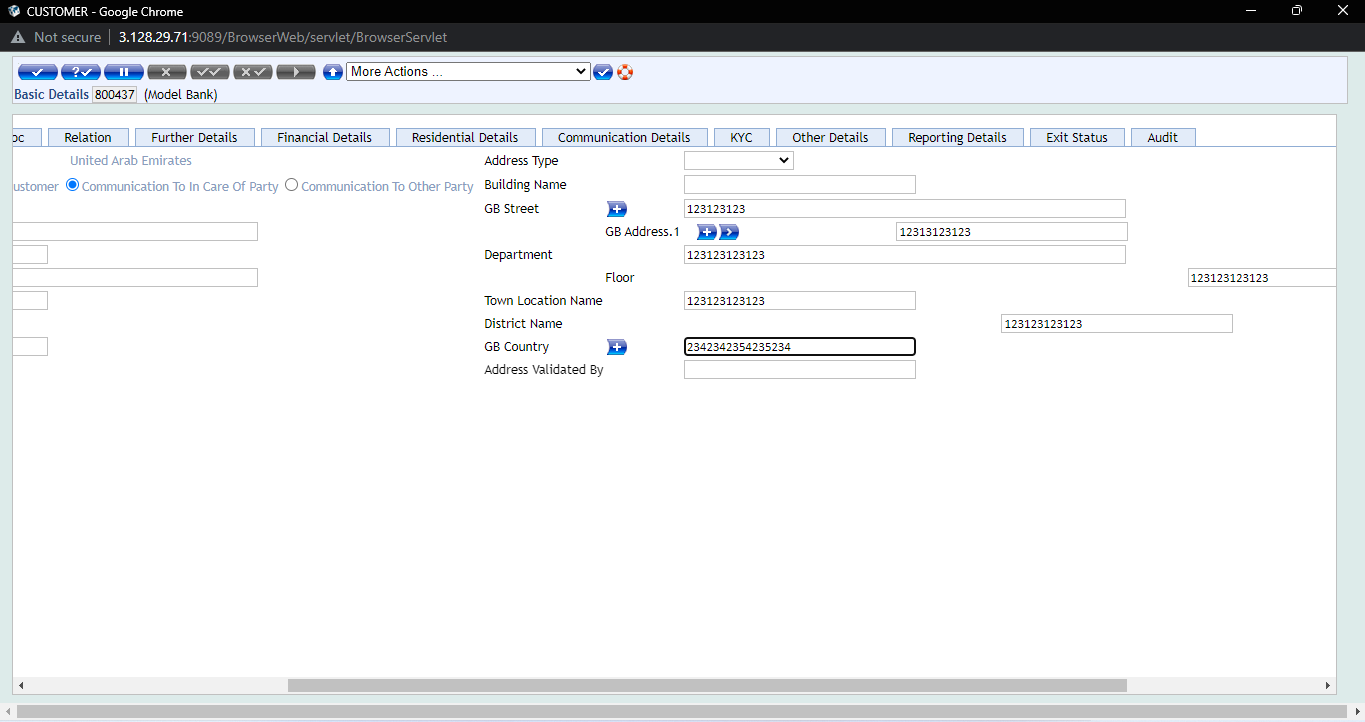 CUSTOMER - Google Chrome
Not secure | 3.128.29.71:9089/BrowserWeb/servlet/BrowserServlet
More Actions ...
Basic Details 800437 (Model Bank)
oc Relation Further Details Financial Details Residential Details Communication Details KYC Other Details Reporting Details Exit Status Audit
United Arab Emirates Address Type
ustomer Communication To In Care Of Party Communication To Other Party Building Name
GB Street 123123123
GB Address.1 12313123123
Department 123123123123
Floor 123123123123
Town Location Name 123123123123
District Name 123123123123
GB Country 2342342354235234
Address Validated By